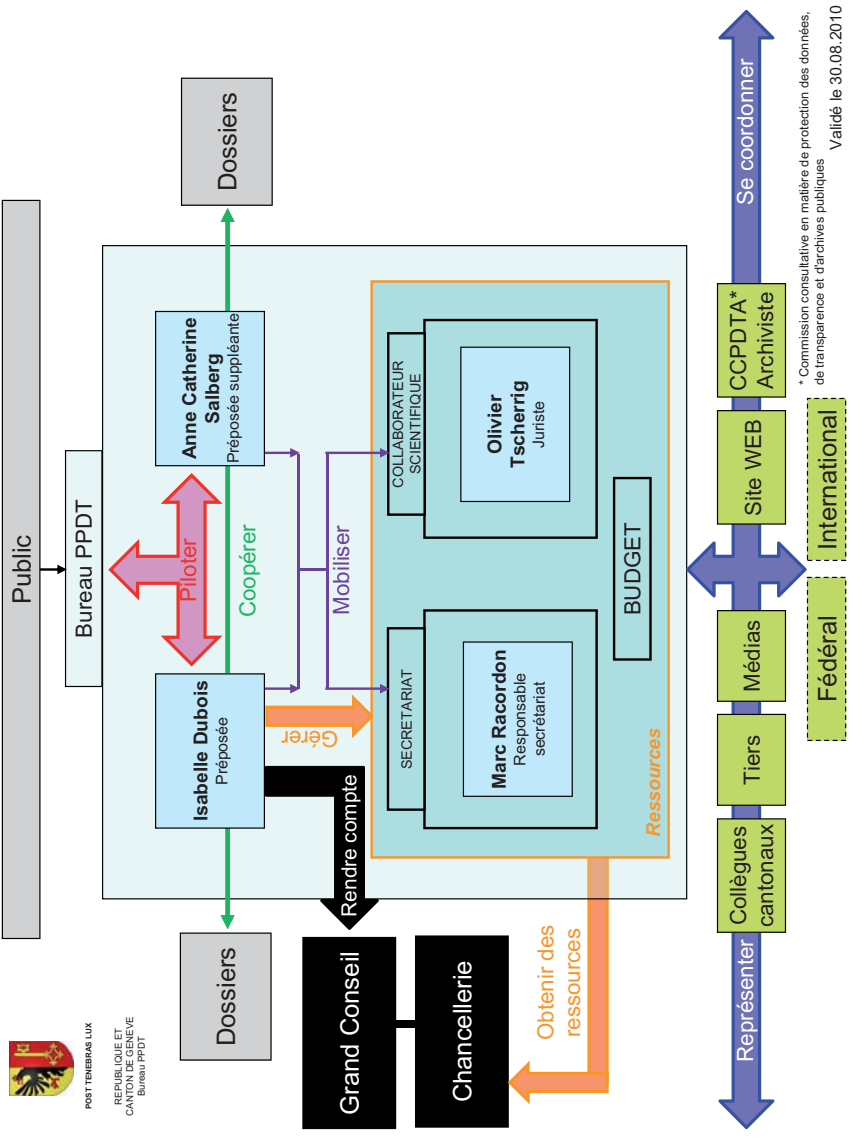 POST TENEBRAS LUX
REPUBLIQUE ET
CANTON DE GENEVE
Bureau PPDT
Public
Bureau PPDT
Dossiers
Isabelle Dubois
Préposée
Piloter
Anne Catherine
Salberg
Préposée suppléante
Dossiers
Coopérer
Rendre compte
Gérer
Mobiliser
Grand Conseil
Chancellerie
Obtenir des
ressources
SECRETARIAT
Marc Racordon
Responsable
secrétariat
COLLABORATEUR
SCIENTIFIQUE
Olivier
Tscherrig
Juriste
Ressources
BUDGET
Représenter
Collègues
cantonaux
Tiers
Médias
Site WEB
CCPDTA*
Archiviste
Se coordonner
Fédéral
International
* Commission consultative en matière de protection des données,
de transparence et d'archives publiques
Validé le 30.08.2010